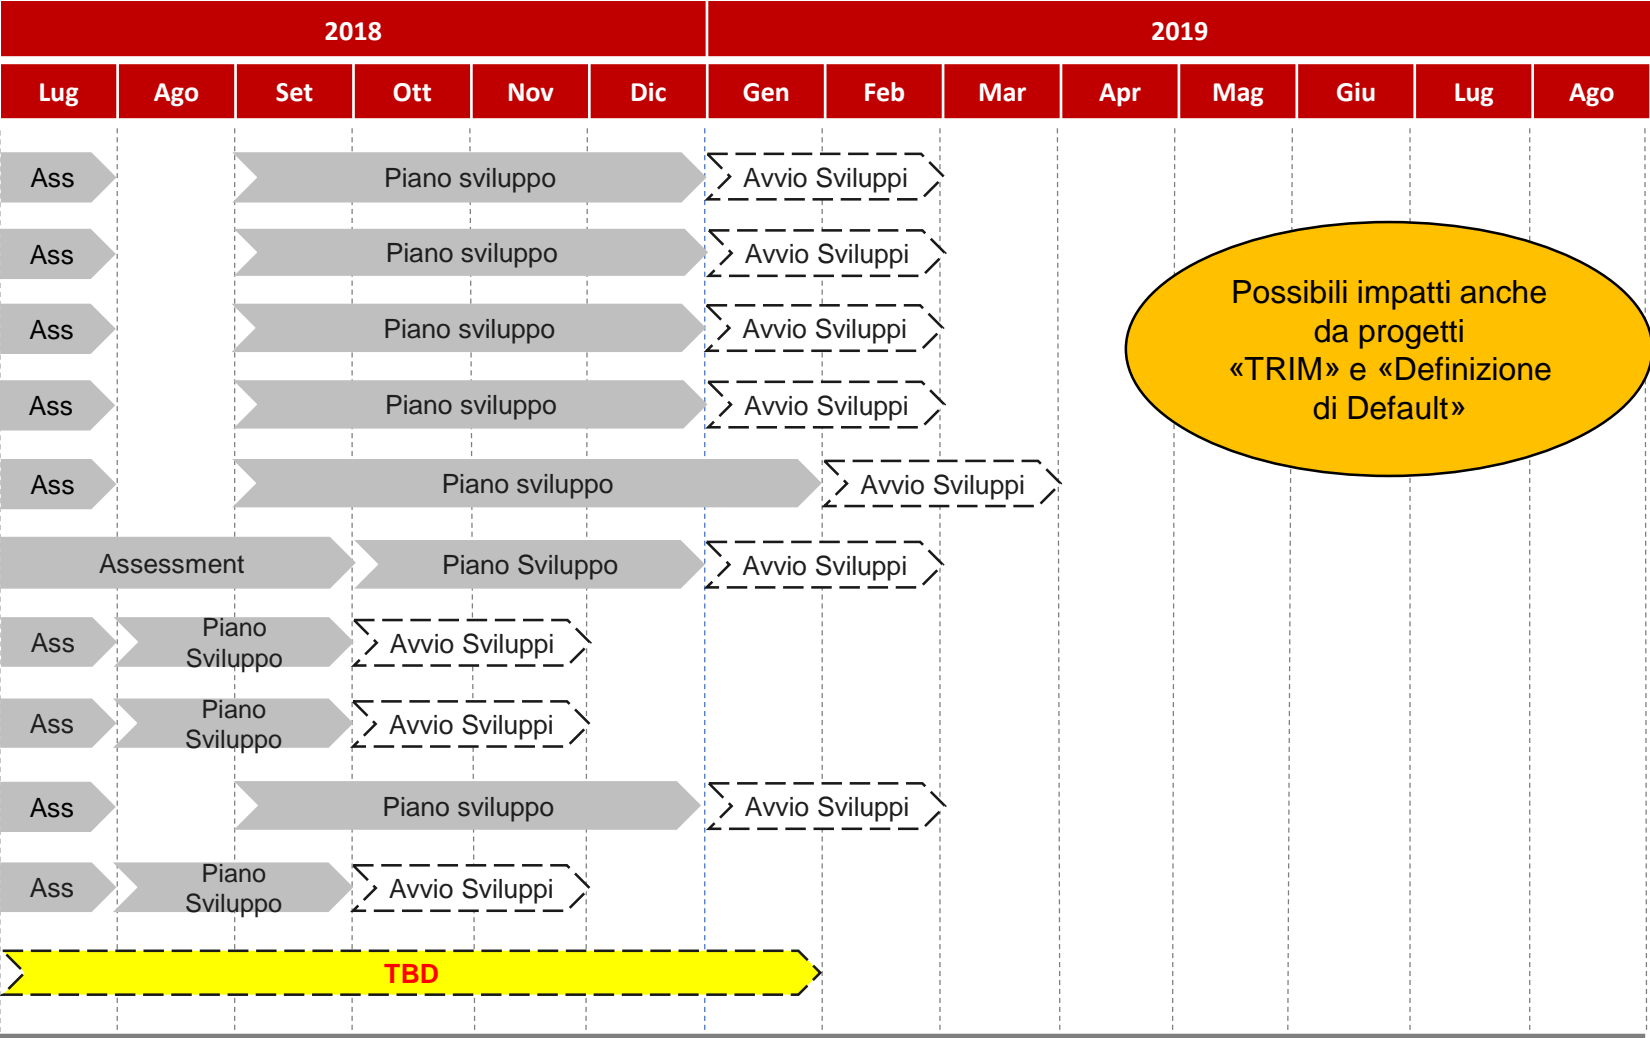 2018 2019
Lug Ago Set Ott Nov Dic Gen Feb Mar Apr Mag Giu Lug Ago
Ass Piano sviluppo Avvio Sviluppi
Ass Piano sviluppo Avvio Sviluppi
Ass Piano sviluppo Avvio Sviluppi
Ass Piano sviluppo Avvio Sviluppi
Ass Piano sviluppo Avvio Sviluppi
Assessment Piano Sviluppo Avvio Sviluppi
Ass Piano
Sviluppo Avvio Sviluppi
Ass Piano
Sviluppo Avvio Sviluppi
Ass Piano sviluppo Avvio Sviluppi
Ass Piano
Sviluppo Avvio Sviluppi
TBD
Possibili impatti anche
da progetti
«TRIM» e «Definizione
di Default»